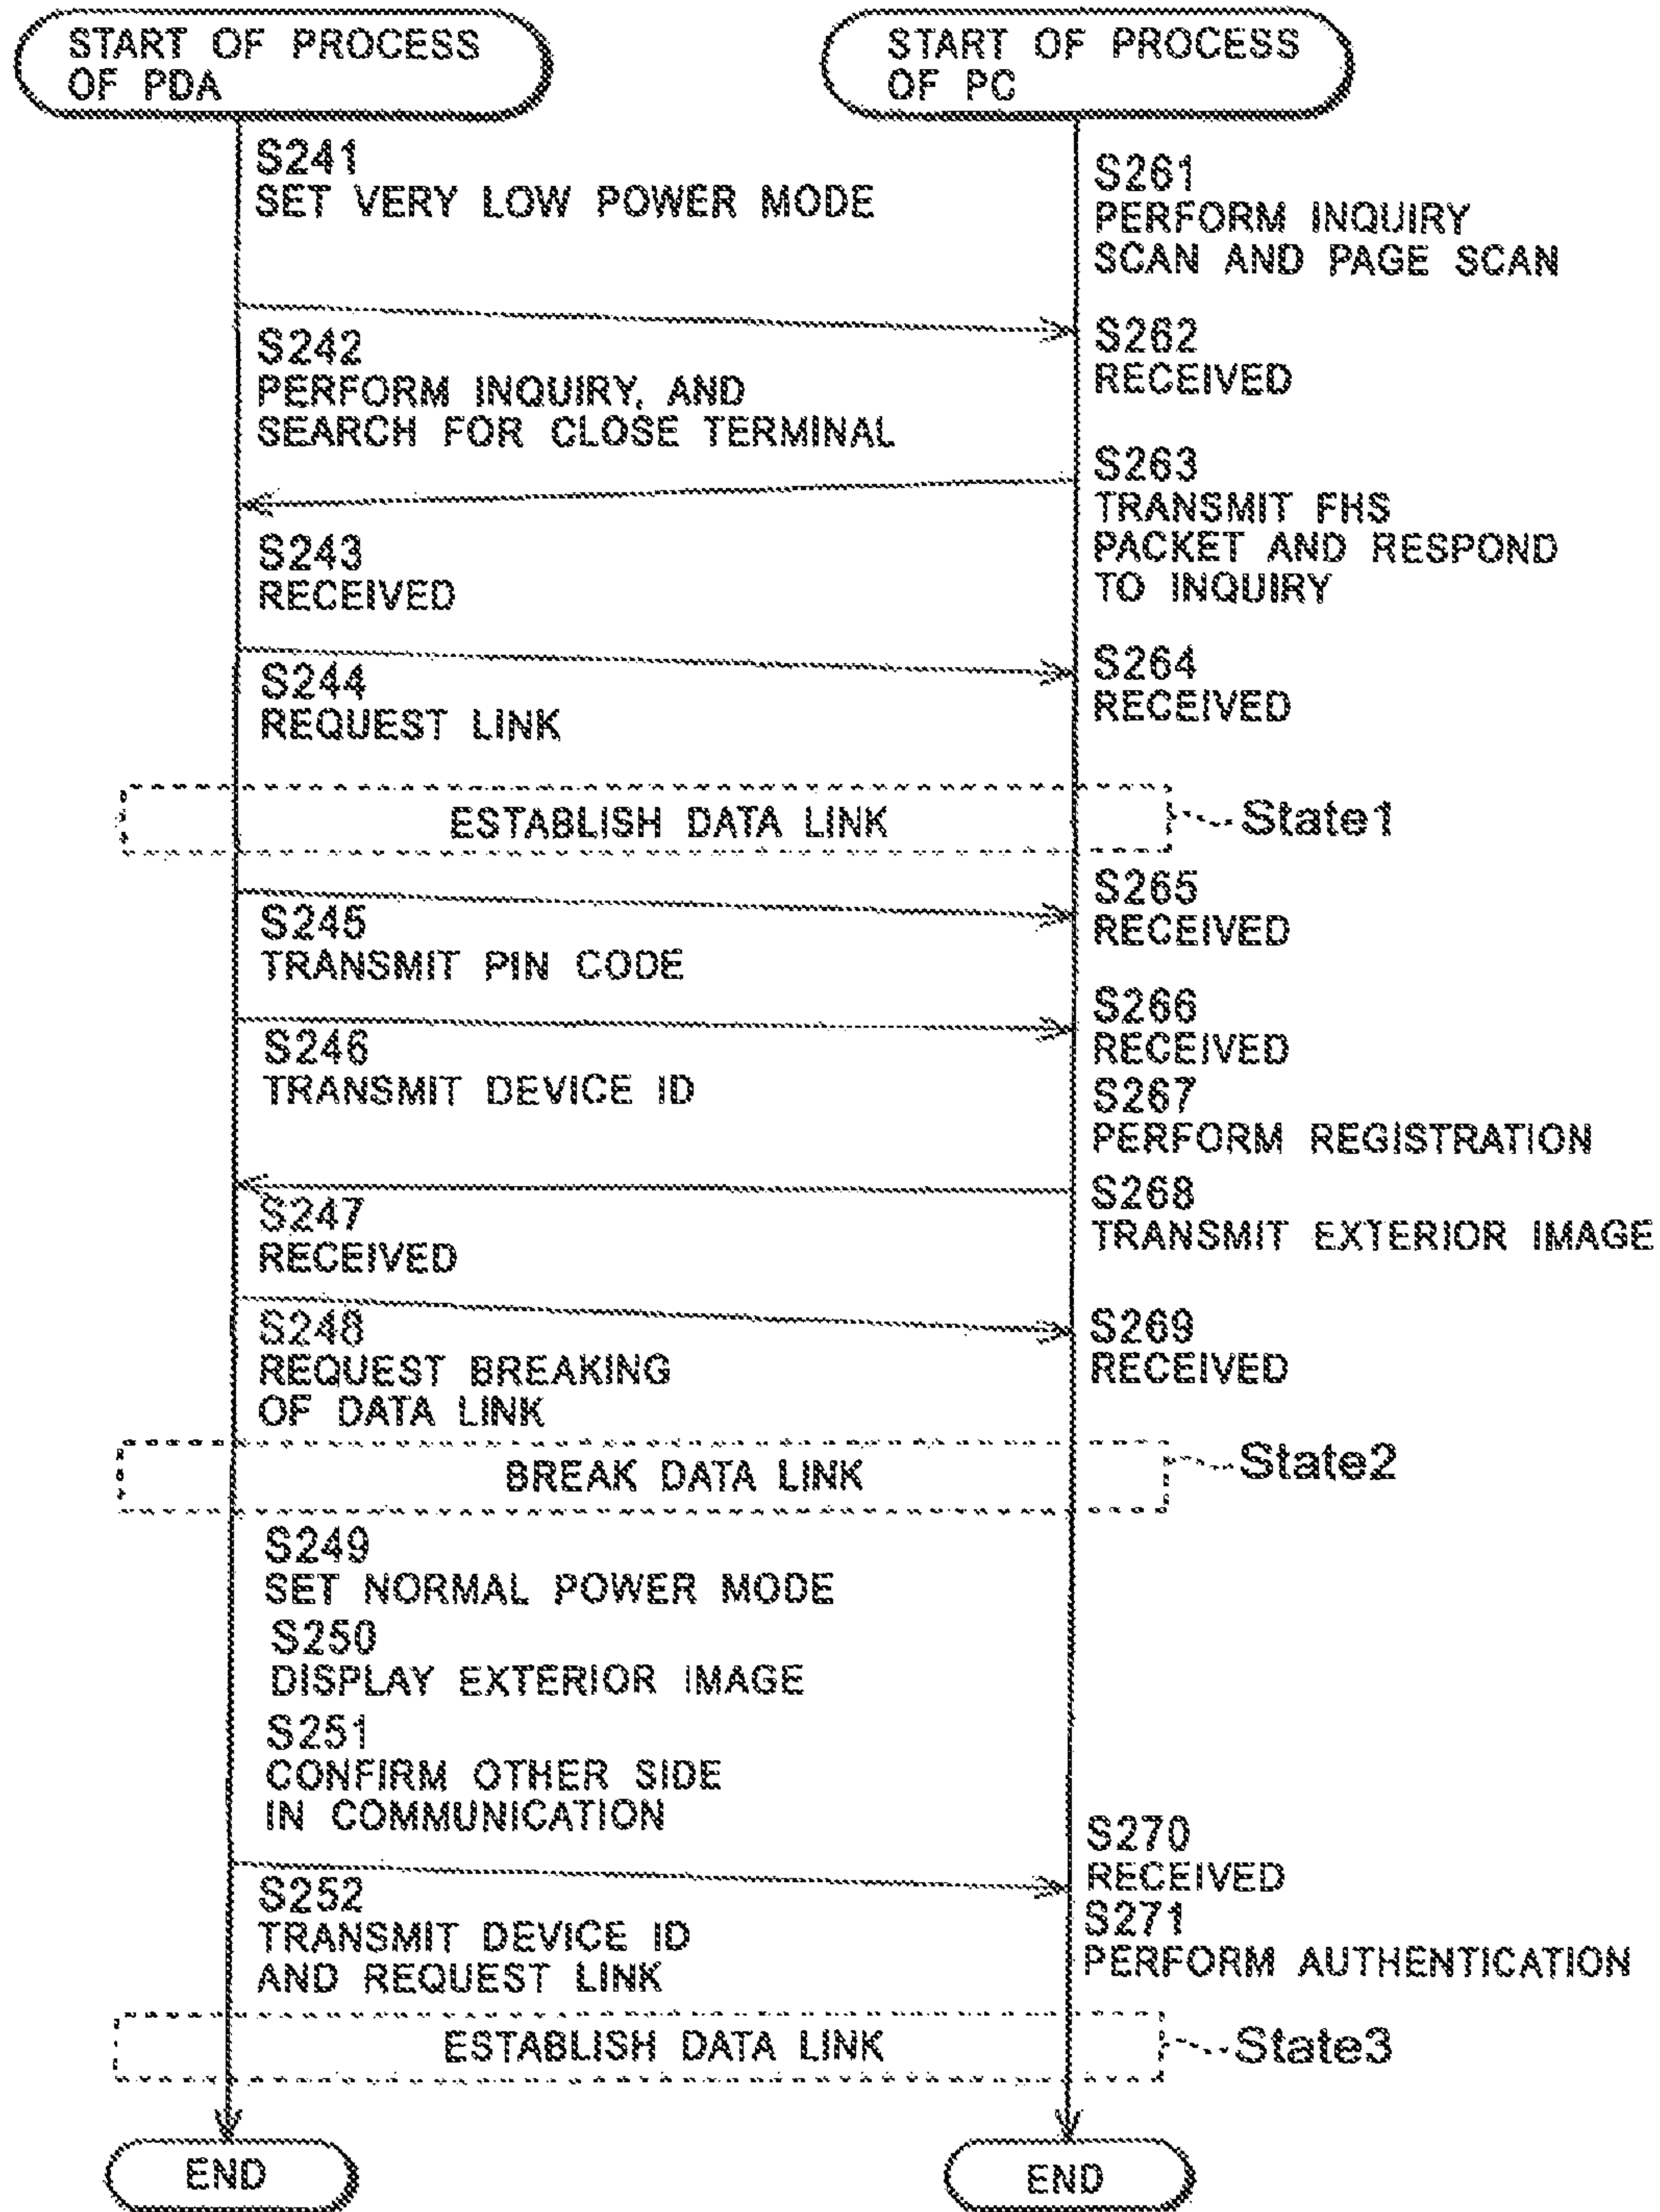 START OF PROCESS
OF PDA
START OF PROCESS
OF PC
S241
SET VERY LOW POWER MODE
S261
PERFORM INQUIRY
SCAN AND PAGE SCAN
S242
PERFORM INQUIRY, AND
SEARCH FOR CLOSE TERMINAL
S262
RECEIVED
S263
TRANSMIT FHS
PACKET AND RESPOND
TO INQUIRY
S243
RECEIVED
S244
REQUEST LINK
S264
RECEIVED
ESTABLISH DATA LINK
State1
S245
TRANSMIT PIN CODE
S265
RECEIVED
S246
TRANSMIT DEVICE ID
S266
RECEIVED
S267
PERFORM REGISTRATION
S268
TRANSMIT EXTERIOR IMAGE
S247
RECEIVED
S248
REQUEST BREAKING
OF DATA LINK
S269
RECEIVED
BREAK DATA LINK
State2
S249
SET NORMAL POWER MODE
S250
DISPLAY EXTERIOR IMAGE
S251
CONFIRM OTHER SIDE
IN COMMUNICATION
S252
TRANSMIT DEVICE ID
AND REQUEST LINK
S270
RECEIVED
S271
PERFORM AUTHENTICATION
ESTABLISH DATA LINK
State3
END
END